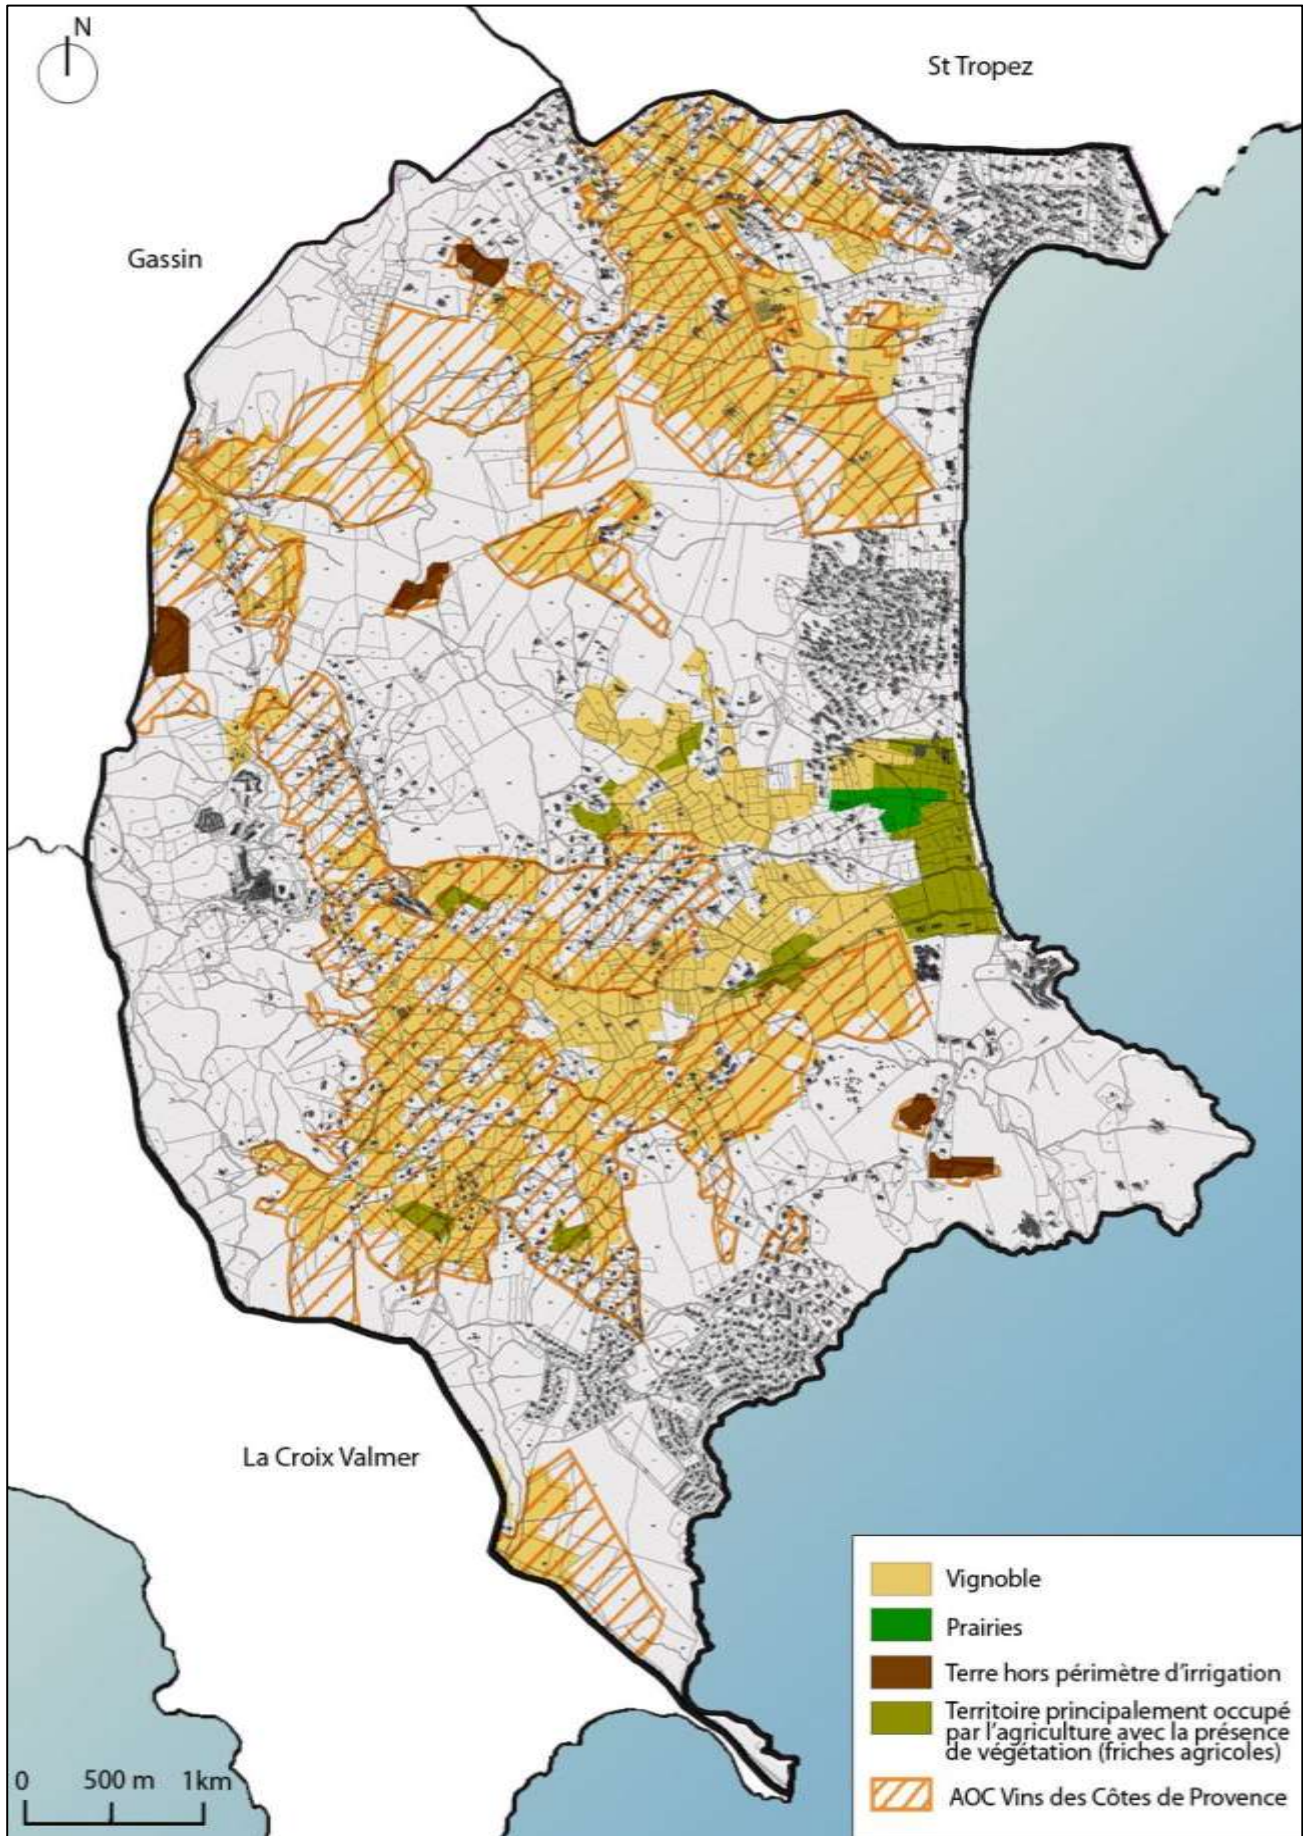 N
St Tropez
Gassin
La Croix Valmer
Vignoble
Prairies
Terre hors périmètre d'irrigation
Territoire principalement occupé
par l'agriculture avec la présence
de végétation (friches agricoles)
AOC Vins des Côtes de Provence
0 500 m 1km